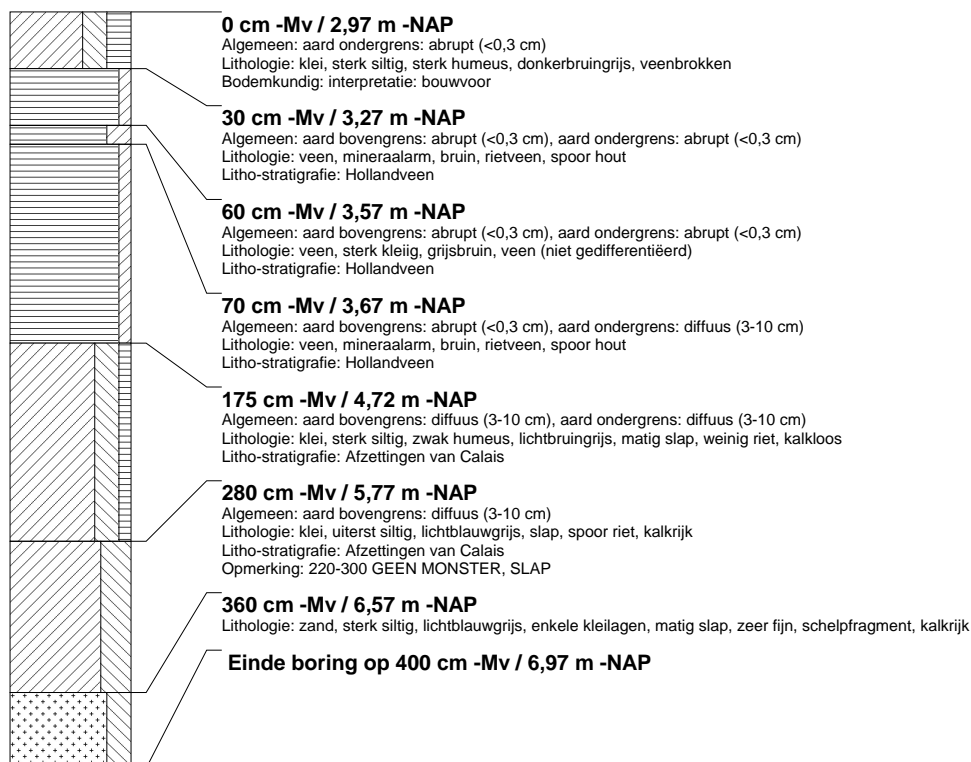 0 cm -Mv / 2,97 m -NAP
Algemeen: aard ondergrens: abrupt (<0,3 cm)
Lithologie: klei, sterk siltig, sterk humeus, donkerbruingrijs, veenbrokken
Bodemkundig: interpretatie: bouwvoor
30 cm -Mv / 3,27 m -NAP
Algemeen: aard bovengrens: abrupt (<0,3 cm), aard ondergrens: abrupt (<0,3 cm)
Lithologie: veen, mineraalarm, bruin, rietveen, spoor hout
Litho-stratigrafie: Hollandveen
60 cm -Mv / 3,57 m -NAP
Algemeen: aard bovengrens: abrupt (<0,3 cm), aard ondergrens: abrupt (<0,3 cm)
Lithologie: veen, sterk kleiig, grijsbruin, veen (niet gedifferentiëerd)
Litho-stratigrafie: Hollandveen
70 cm -Mv / 3,67 m -NAP
Algemeen: aard bovengrens: abrupt (<0,3 cm), aard ondergrens: diffuus (3-10 cm)
Lithologie: veen, mineraalarm, bruin, rietveen, spoor hout
Litho-stratigrafie: Hollandveen
175 cm -Mv / 4,72 m -NAP
Algemeen: aard bovengrens: diffuus (3-10 cm), aard ondergrens: diffuus (3-10 cm)
Lithologie: klei, sterk siltig, zwak humeus, lichtbruingrijs, matig slap, weinig riet, kalkloos
Litho-stratigrafie: Afzettingen van Calais
280 cm -Mv / 5,77 m -NAP
Algemeen: aard bovengrens: diffuus (3-10 cm)
Lithologie: klei, uiterst siltig, lichtblauwgrijs, slap, spoor riet, kalkrijk
Litho-stratigrafie: Afzettingen van Calais
Opmerking: 220-300 GEEN MONSTER, SLAP
360 cm -Mv / 6,57 m -NAP
Lithologie: zand, sterk siltig, lichtblauwgrijs, enkele kleilagen, matig slap, zeer fijn, schelpfragment, kalkrijk
Einde boring op 400 cm -Mv / 6,97 m -NAP